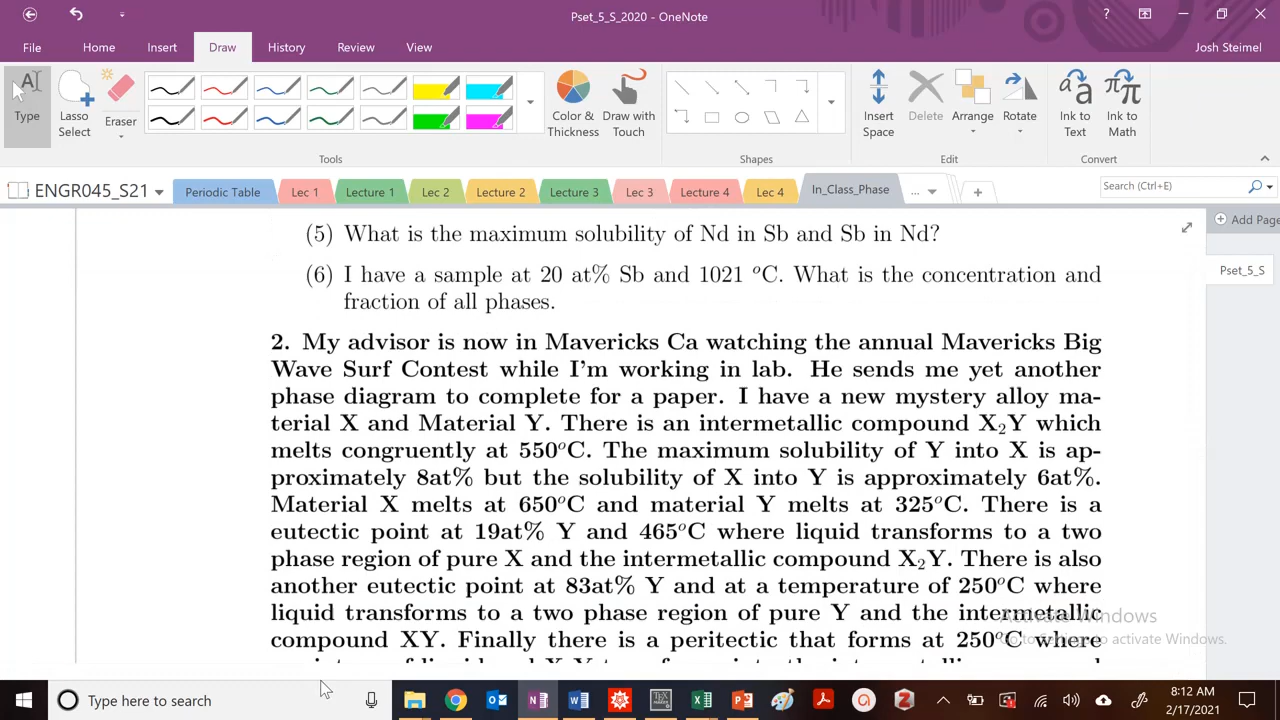 Pset_5_S_2020 - OneNote
?
File
Home
Insert
Draw
History
Review
View
Josh Steimel
Type
Lasso Select
Eraser
Color & Thickness
Draw with Touch
Insert Space
Delete
Arrange
Rotate
Ink to Text
Ink to Math
Tools
Shapes
Edit
Convert
ENGR045_S21
Periodic Table
Lec 1
Lecture 1
Lec 2
Lecture 2
Lecture 3
Lec 3
Lecture 4
Lec 4
In_Class_Phase
...
Search (Ctrl+E)
Add Page
Pset_5_S
(5) What is the maximum solubility of Nd in Sb and Sb in Nd?
(6) I have a sample at 20 at% Sb and 1021 °C. What is the concentration and
fraction of all phases.
2. My advisor is now in Mavericks Ca watching the annual Mavericks Big
Wave Surf Contest while I'm working in lab. He sends me yet another
phase diagram to complete for a paper. I have a new mystery alloy ma-
terial X and Material Y. There is an intermetallic compound X₂Y which
melts congruently at 550°C. The maximum solubility of Y into X is ap-
proximately 8at% but the solubility of X into Y is approximately 6at%.
Material X melts at 650°C and material Y melts at 325°C. There is a
eutectic point at 19at% Y and 465°C where liquid transforms to a two
phase region of pure X and the intermetallic compound X₂Y. There is also
another eutectic point at 83at% Y and at a temperature of 250°C where
liquid transforms to a two phase region of pure Y and the intermetallic
compound XY. Finally there is a peritectic that forms at 250°C where
Activate Windows
Go to Settings to activate Windows.
Type here to search
8:12 AM
2/17/2021